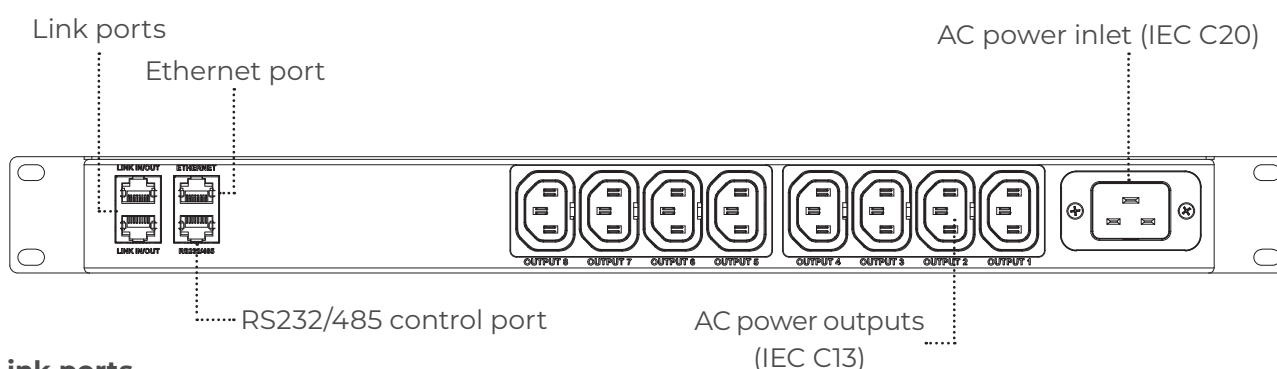 Link ports
AC power inlet (IEC C20)
Ethernet port
LINK IN/OUT
ETHERNET
LINK IN/OUT
RS232/485
OUTPUT 8
OUTPUT 7
OUTPUT 6
OUTPUT 5
OUTPUT 4
OUTPUT 3
OUTPUT 2
OUTPUT 1
RS232/485 control port
AC power outputs
(IEC C13)
ink ports